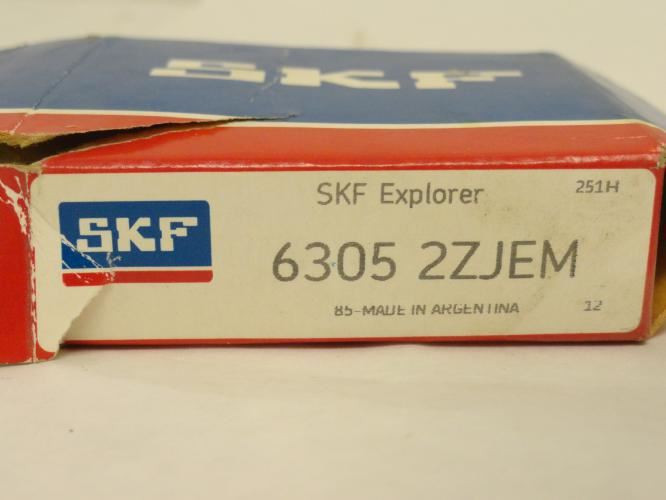 SKF
SKF Explorer
251H
SKF
6305 2ZJEM
85-MADE IN ARGENTINA
12